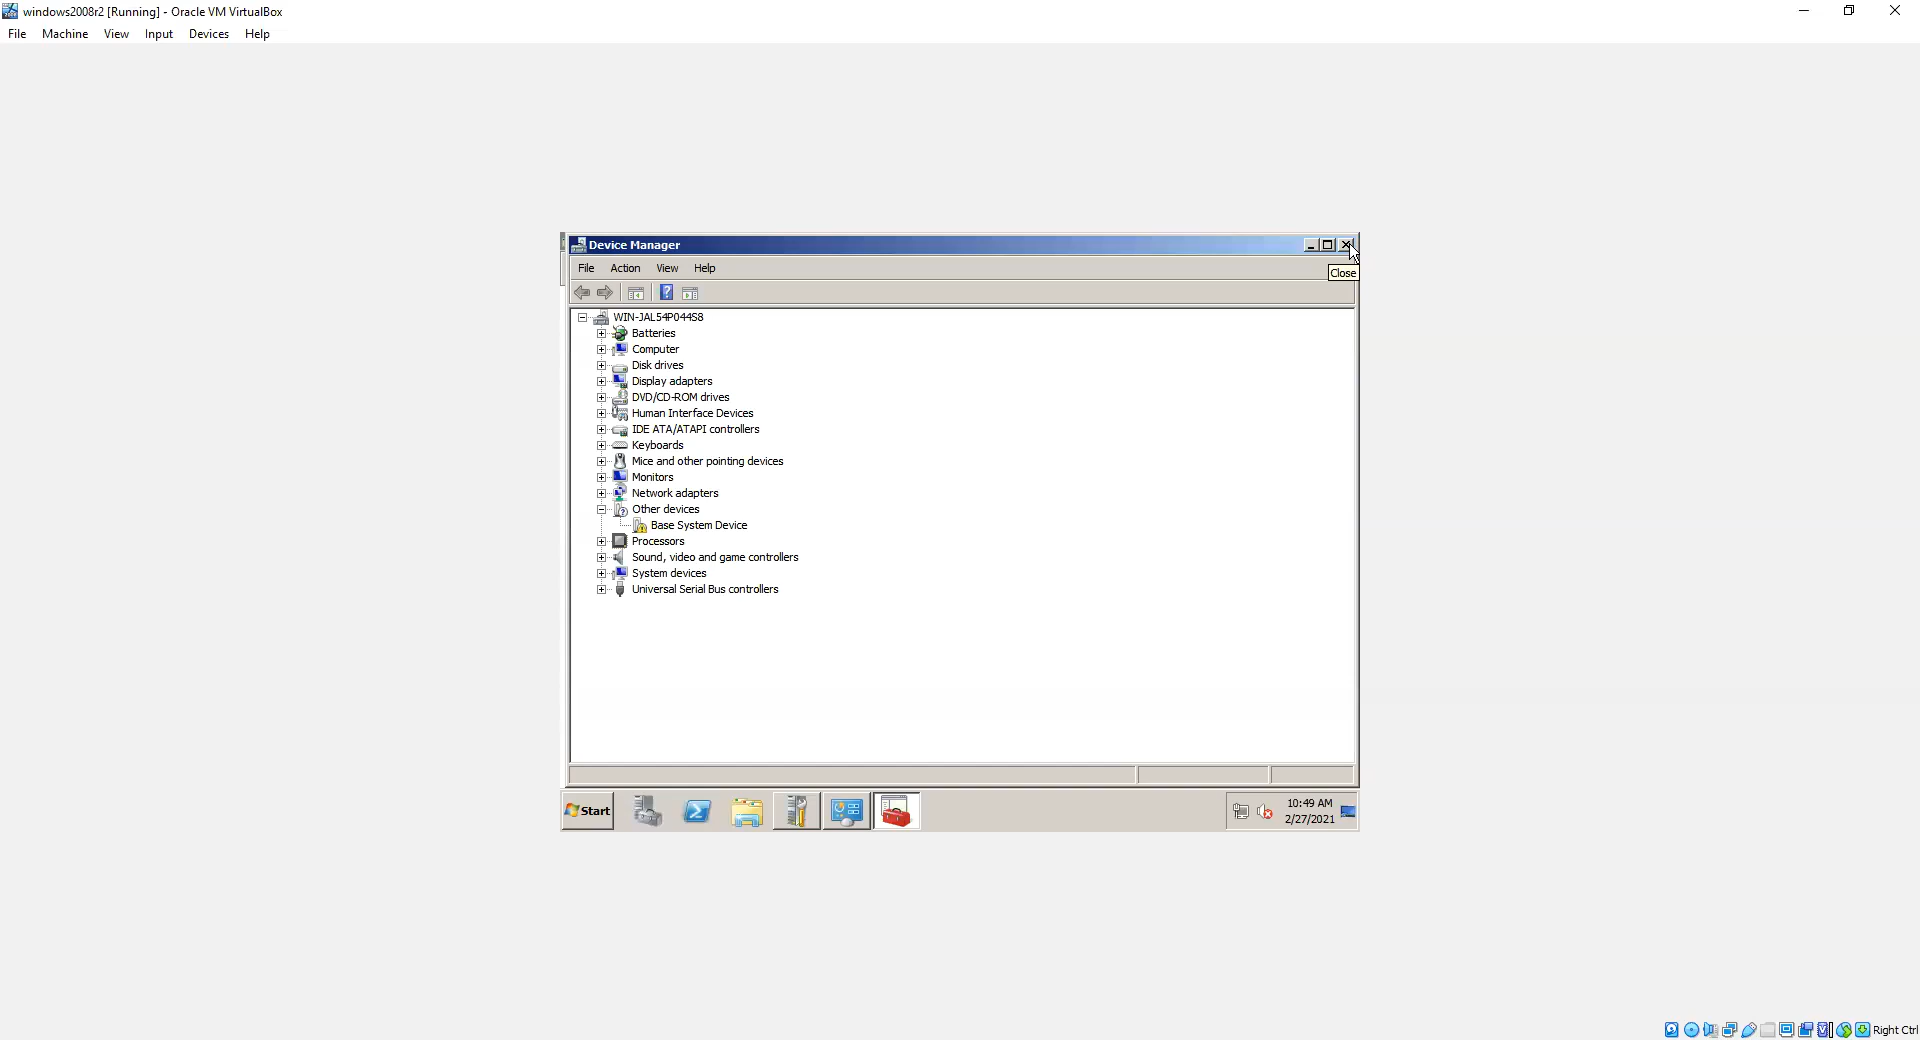 windows2008r2 [Running] - Oracle VM VirtualBox
File Machine View Input Devices Help
Device Manager
File Action View Help
Close
WIN-JAL54P044S8
Batteries
Computer
Disk drives
Display adapters
DVD/CD-ROM drives
Human Interface Devices
IDE ATA/ATAPI controllers
Keyboards
Mice and other pointing devices
Monitors
Network adapters
Other devices
Base System Device
Processors
Sound, video and game controllers
System devices
Universal Serial Bus controllers
Start
10:49 AM
2/27/2021
Right Ctrl